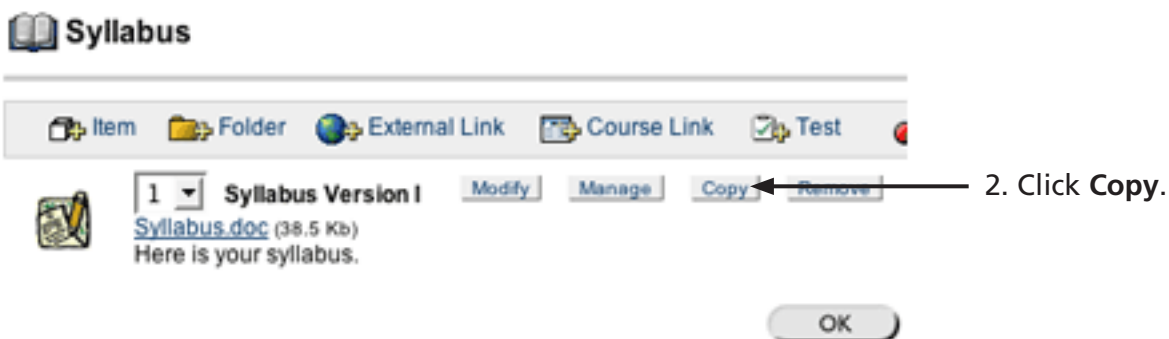 Syllabus
Item Folder External Link Course Link Test
1 Syllabus Version I Modify Manage Copy Remove 2. Click Copy.
Syllabus.doc (38.5 Kb)
Here is your syllabus.
OK